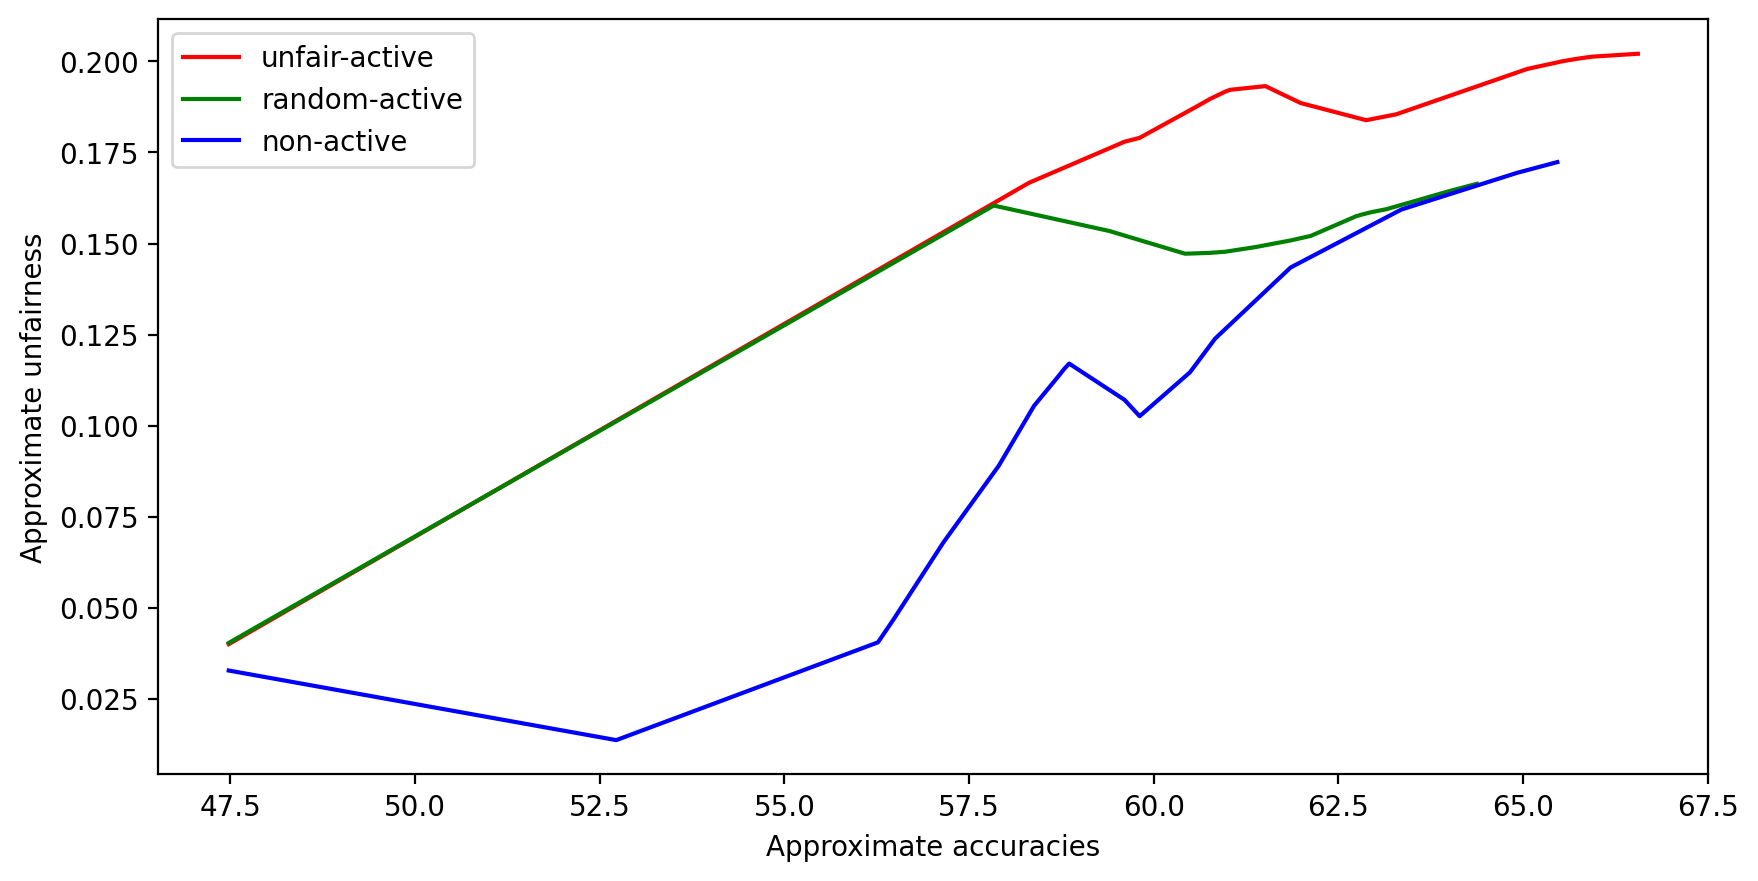 unfair-active
random-active
non-active
0.200
0.175
0.150
0.125
0.100
0.075
0.050
0.025
Approximate unfairness
47.5 50.0 52.5 55.0 57.5 60.0 62.5 65.0 67.5
Approximate accuracies